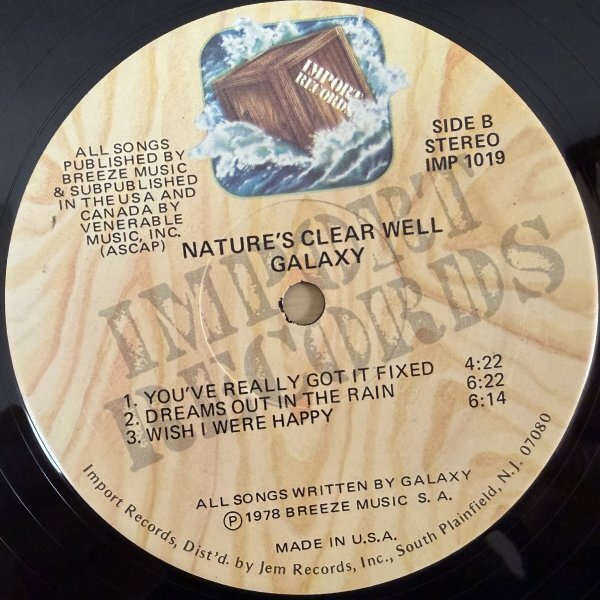 IMPORT
RECORDS
SIDE B
STEREO
IMP 1019
ALL SONGS
PUBLISHED BY
BREEZE MUSIC
& SUBPUBLISHED
IN THE USA AND
CANADA BY
VENERABLE
MUSIC, INC.
(ASCAP)
NATURE'S CLEAR WELL
GALAXY
IMPORT
RECORDS
1. YOU'VE REALLY GOT IT FIXED 4:22
2. DREAMS OUT IN THE RAIN 6:22
3. WISH I WERE HAPPY 6:14
ALL SONGS WRITTEN BY GALAXY
Ⓟ 1978 BREEZE MUSIC S. A.
MADE IN U.S.A.
Import Records, Dist'd. by Jem Records, Inc., South Plainfield, N.J. 07080